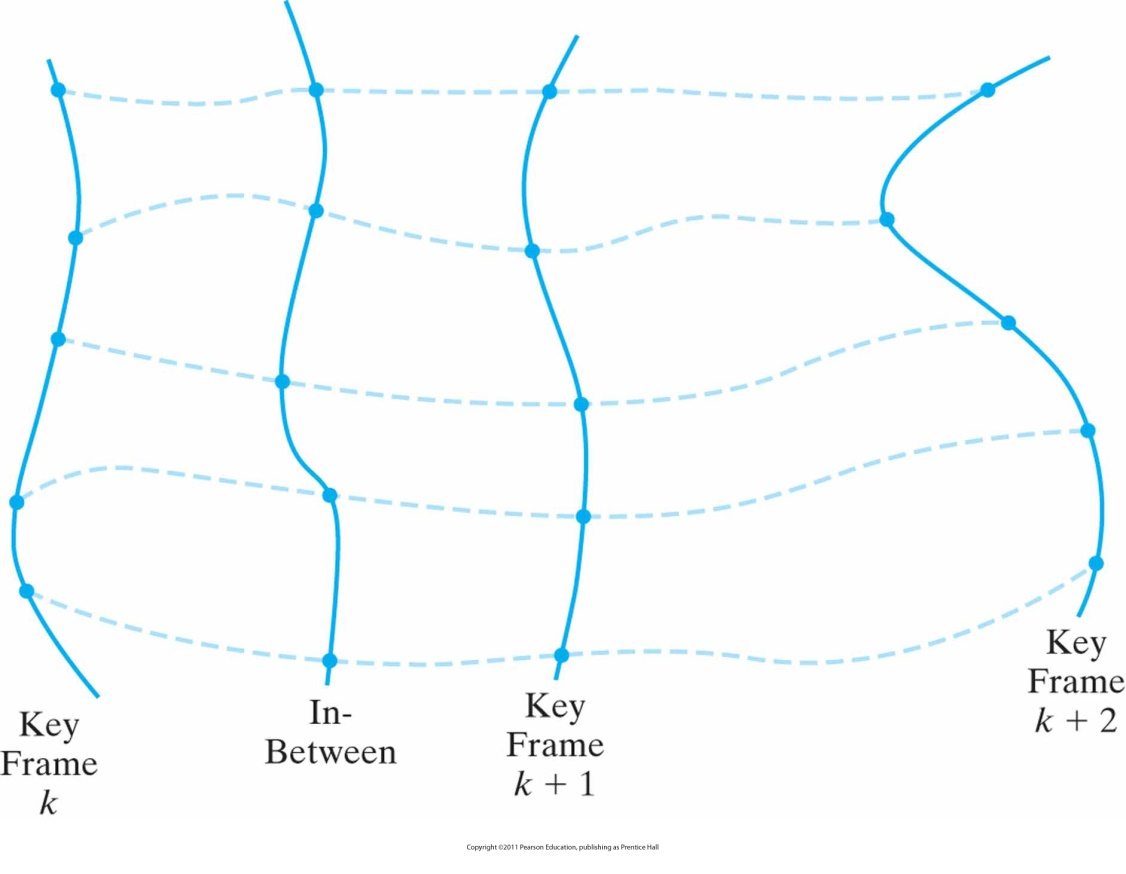 Key
Frame
k
In-
Between
Key
Frame
k + 1
Key
Frame
k + 2
Copyright ©2011 Pearson Education, publishing as Prentice Hall